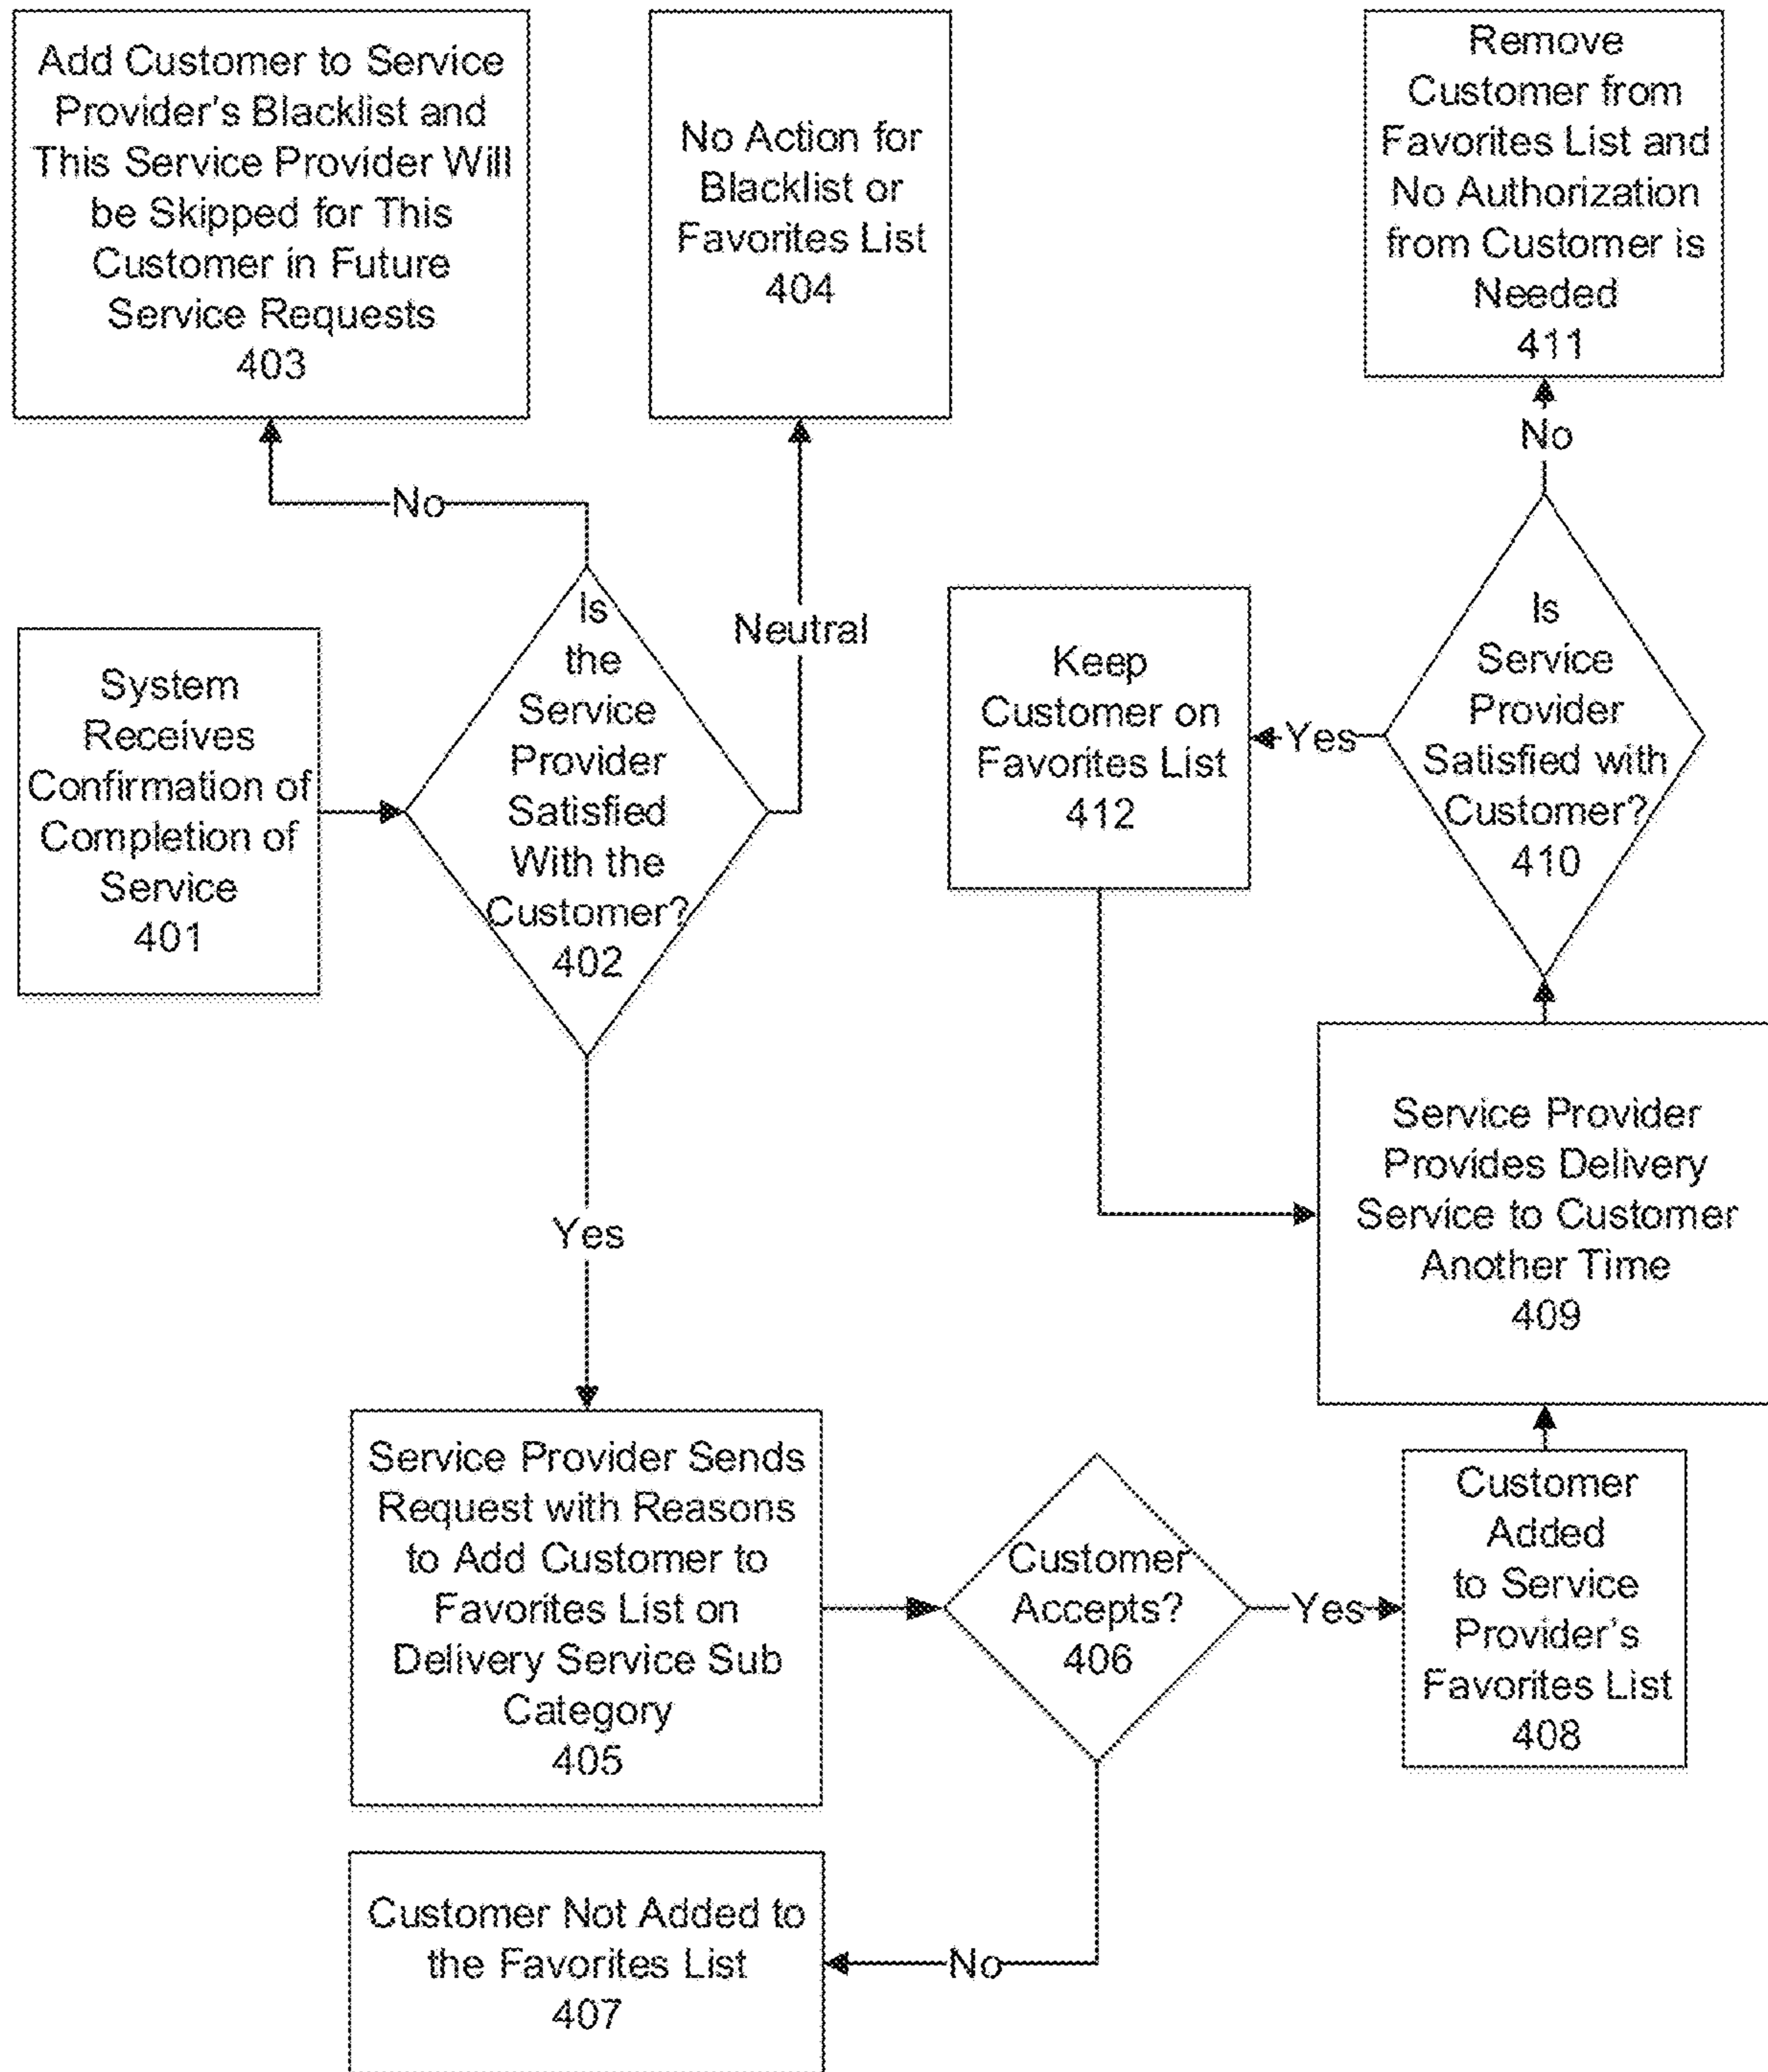 Add Customer to Service
Provider's Blacklist and
This Service Provider Will
be Skipped for This
Customer in Future
Service Requests
403
No Action for
Blacklist or
Favorites List
404
Remove
Customer from
Favorites List and
No Authorization
from Customer is
Needed
411
No
No
Neutral
System
Receives
Confirmation of
Completion of
Service
401
Is
the
Service
Provider
Satisfied
With the
Customer?
402
Keep
Customer on
Favorites List
412
Yes
Is
Service
Provider
Satisfied with
Customer?
410
Yes
Service Provider
Provides Delivery
Service to Customer
Another Time
409
Service Provider Sends
Request with Reasons
to Add Customer to
Favorites List on
Delivery Service Sub
Category
405
Customer
Accepts?
406
Yes
Customer
Added
to Service
Provider's
Favorites List
408
Customer Not Added to
the Favorites List
407
No